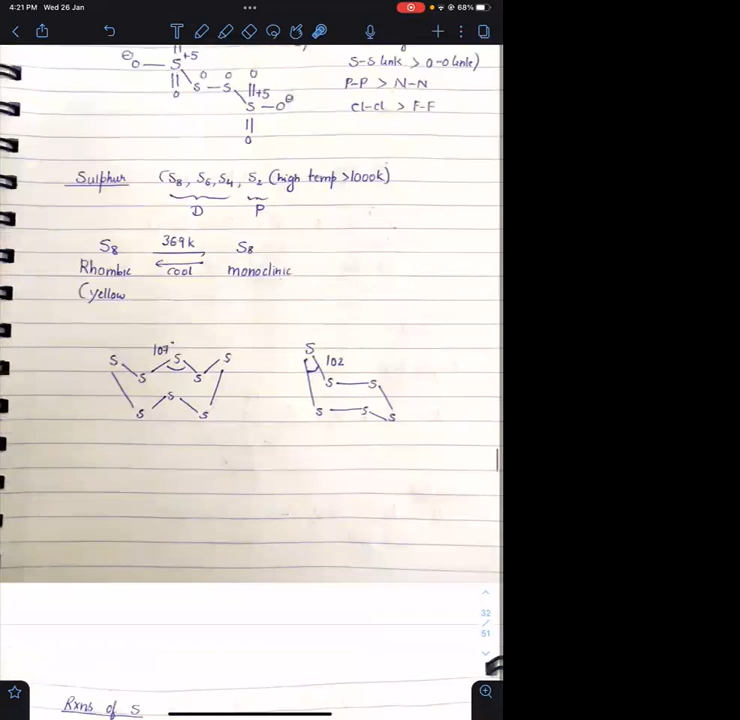 4:21 PM Wed 26 Jan
68%
⊖O — S +5
O
S-S link > O-O link)
P-P > N-N
Cl-Cl > F-F
O O O
S — S
+5
S — O⊖
O
Sulphur (S8, S6, S4, S2 (high temp >1000k)
D P
S8 369k S8
Rhombic cool monoclinic
(yellow
107°
S S S
S S
S
S S
S
102
S — S
S — S S
32
/
51
Rxns of S